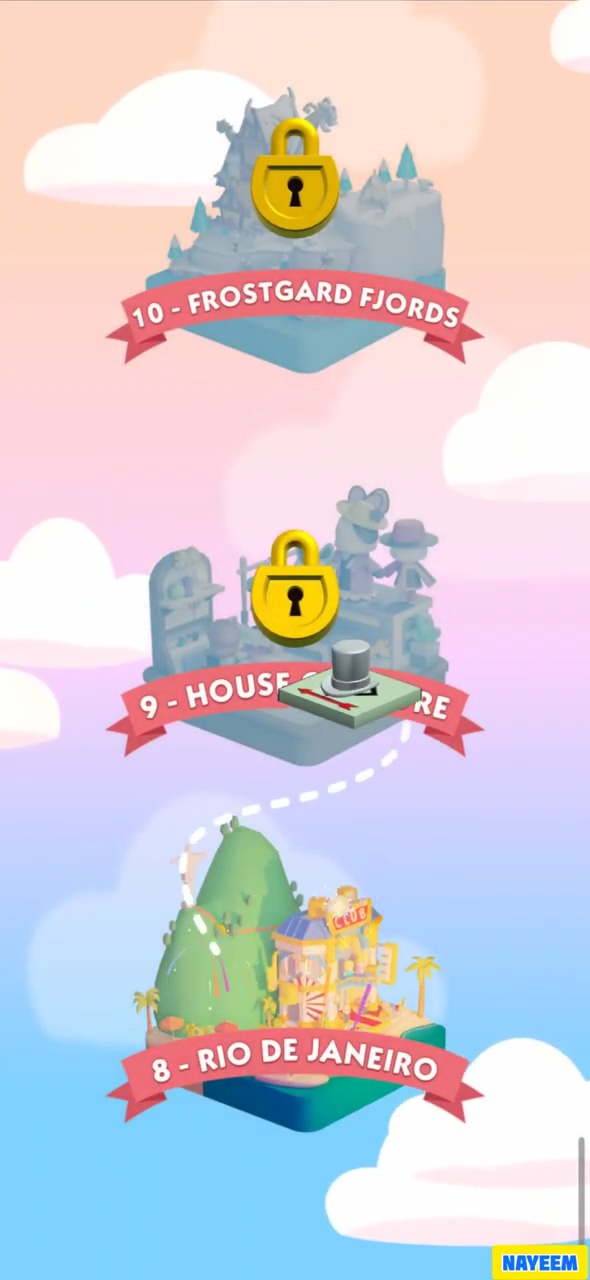 10 - FROSTGARD FJORDS
9 - HOUSE
RE
CLUB
8 - RIO DE JANEIRO
NAYEEM